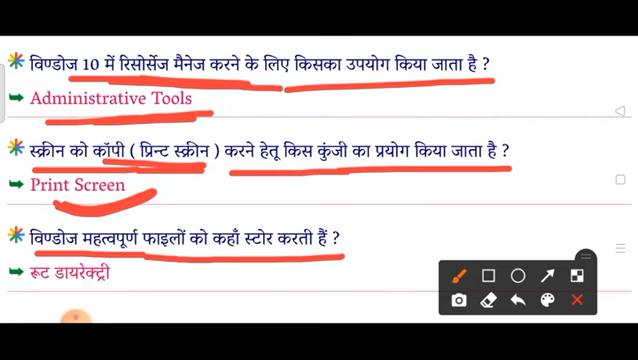 विण्डोज 10 में रिसोर्सेज मैनेज करने के लिए किसका उपयोग किया जाता है ?
Administrative Tools
स्क्रीन को कॉपी ( प्रिन्ट स्क्रीन ) करने हेतू किस कुंजी का प्रयोग किया जाता है ?
Print Screen
विण्डोज महत्वपूर्ण फाइलों को कहाँ स्टोर करती हैं ?
रूट डायरेक्ट्री